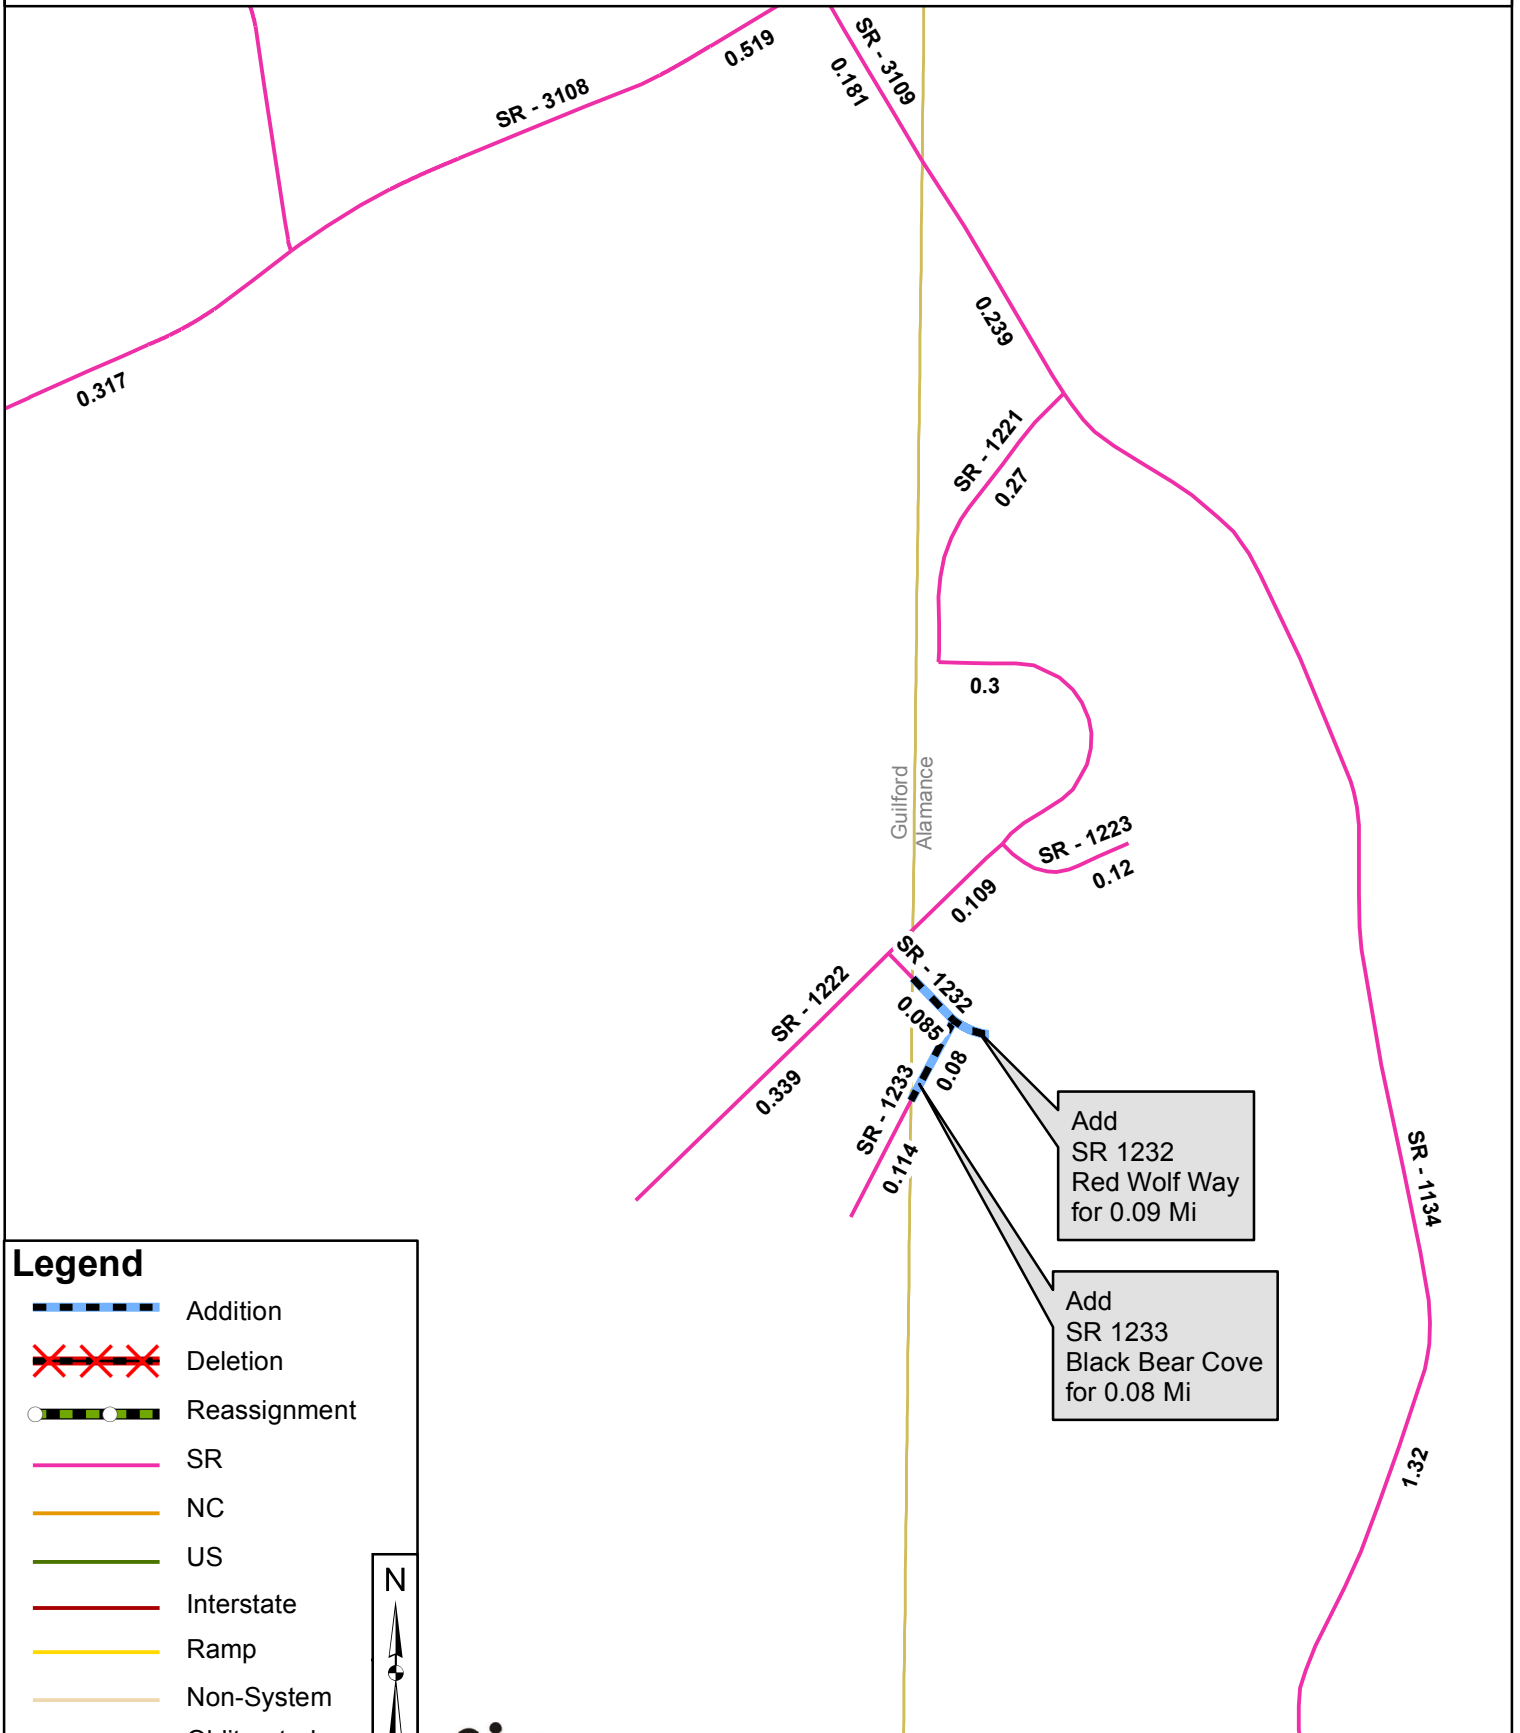 0.519
SR - 3108
SR - 3109
0.181
0.239
0.317
SR - 1221
0.27
0.3
Guilford
Alamance
SR - 1223
0.12
0.109
SR - 1232
0.085
SR - 1222
0.339
0.08
SR - 1233
0.114
Add
SR 1232
Red Wolf Way
for 0.09 Mi
SR - 1134
Add
SR 1233
Black Bear Cove
for 0.08 Mi
1.32
Legend
Addition
Deletion
Reassignment
SR
NC
US
Interstate
Ramp
Non-System
N